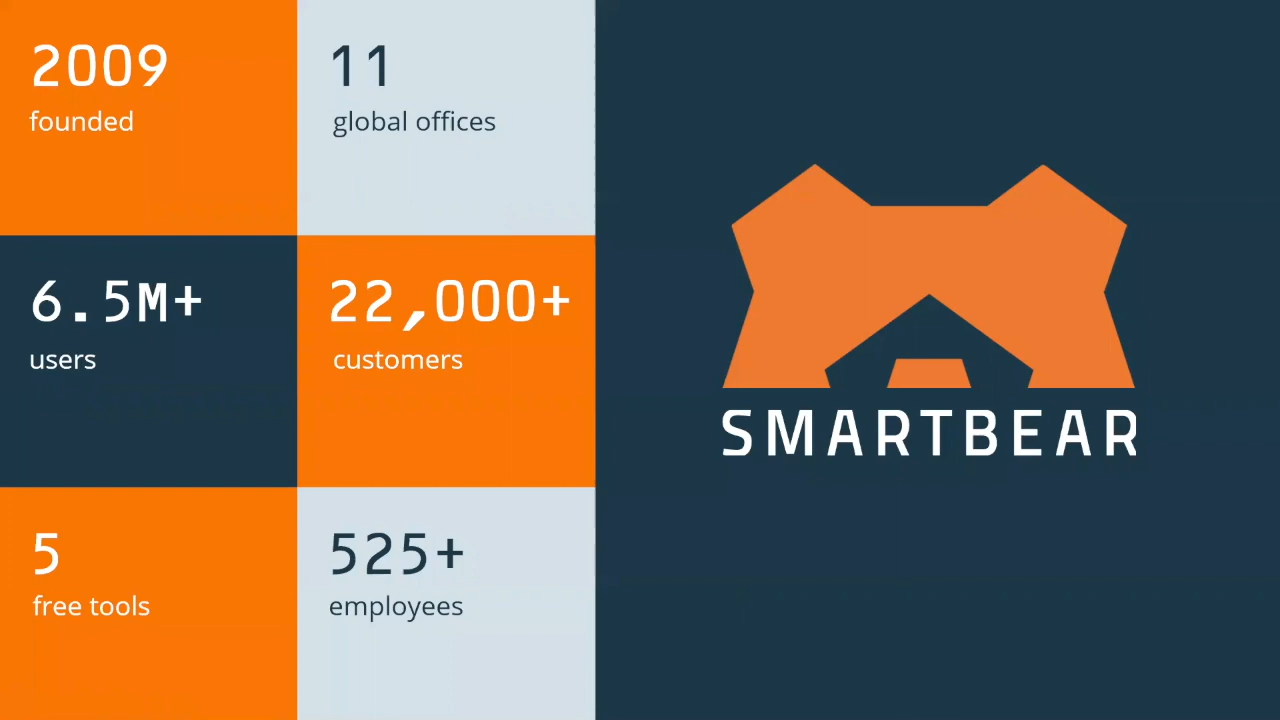 2009
founded
11
global offices
6.5M+
users
22,000+
customers
5
free tools
525+
employees
SMARTBEAR